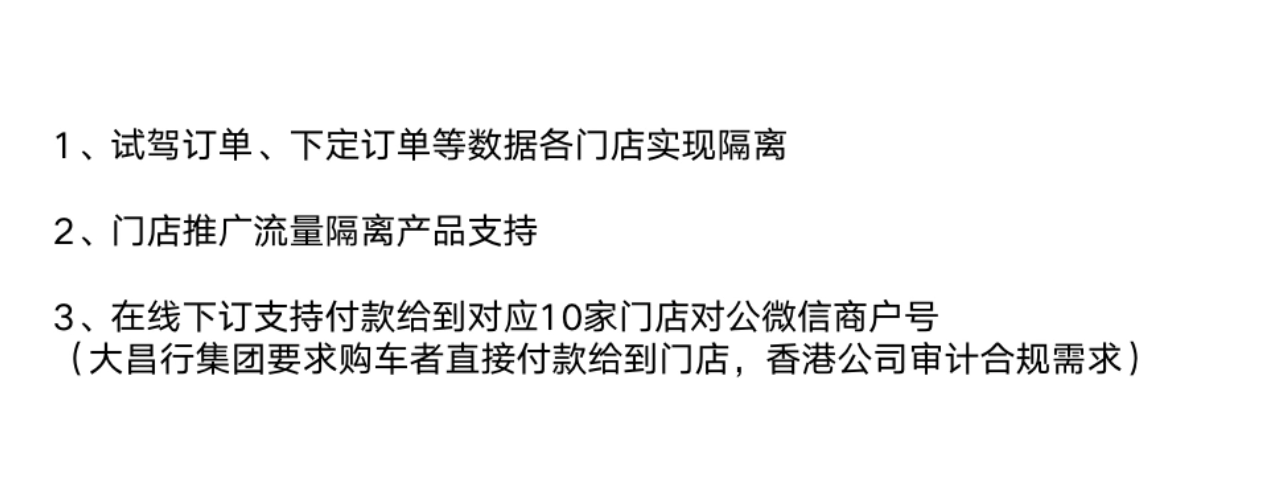 1、试驾订单、下定订单等数据各门店实现隔离
2、门店推广流量隔离产品支持
3、在线下订支持付款给到对应10家门店对公微信商户号
（大昌行集团要求购车者直接付款给到门店，香港公司审计合规需求）